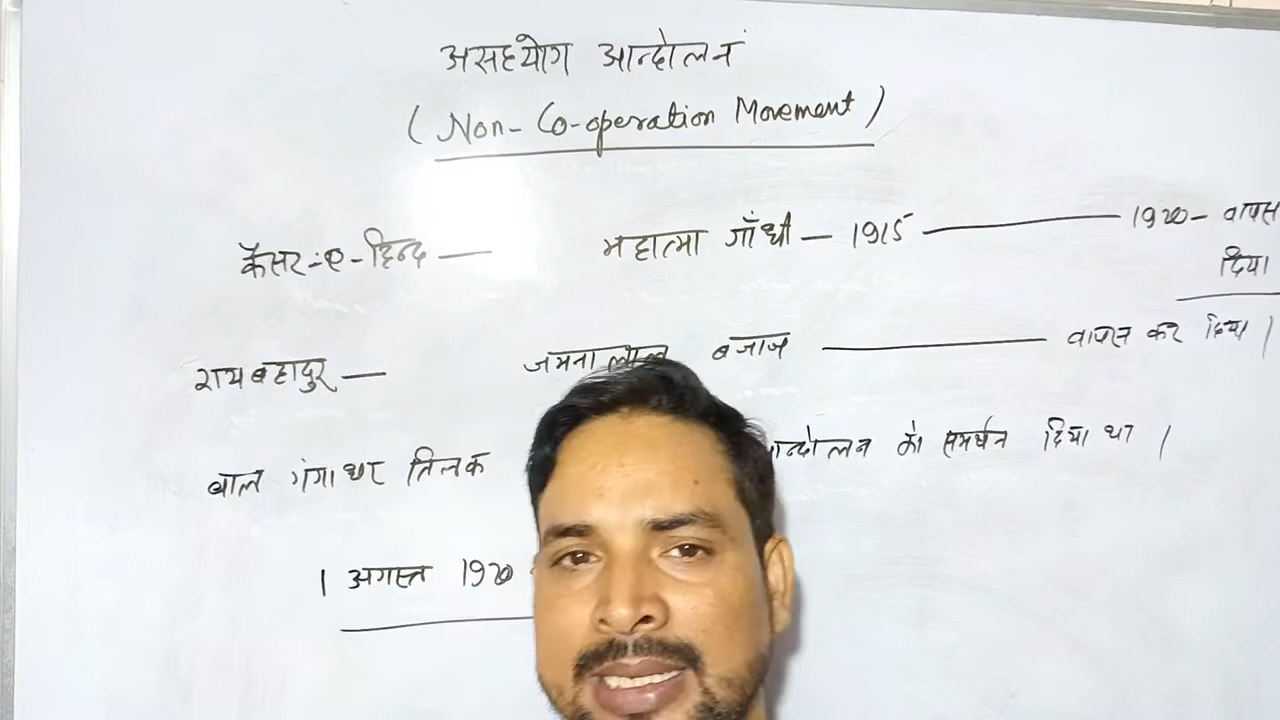 असहयोग आन्दोलन
( Non- Co-operation Movement )
कैसर-ए-हिन्द — महात्मा गाँधी — 1915 — 1920 - वापस
दिया
रायबहादुर — जमना लाल बजाज — वापस कर दिया |
बाल गंगाधर तिलक न्दोलन को समर्थन दिया था |
1 अगस्त 1920